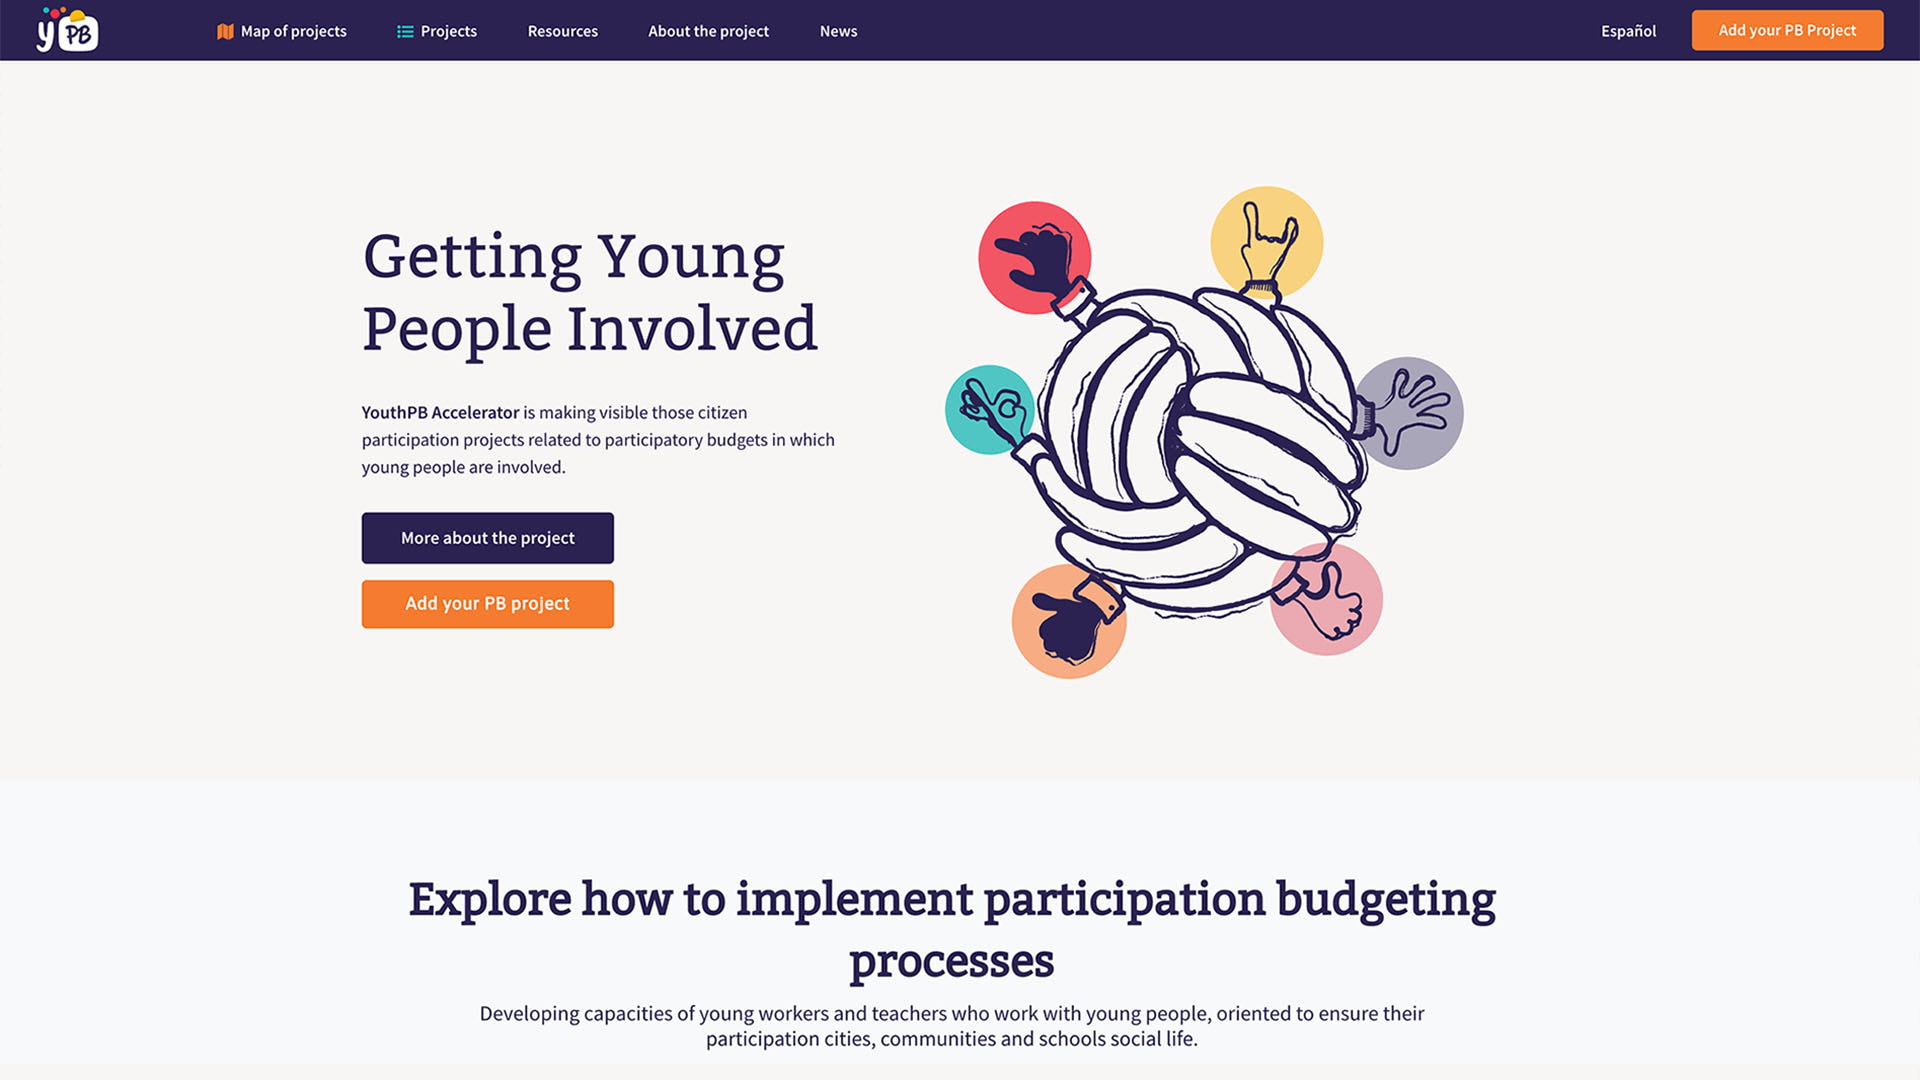 yPB
Map of projects
Projects
Resources
About the project
News
Español
Add your PB Project
Getting Young
People Involved
YouthPB Accelerator is making visible those citizen
participation projects related to participatory budgets in which
young people are involved.
More about the project
Add your PB project
Explore how to implement participation budgeting
processes
Developing capacities of young workers and teachers who work with young people, oriented to ensure their
participation cities, communities and schools social life.